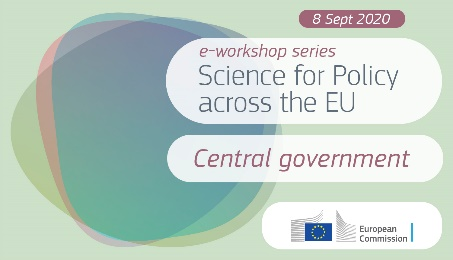 8 Sept 2020
e-workshop series
Science for Policy
across the EU
Central government
European
Commission